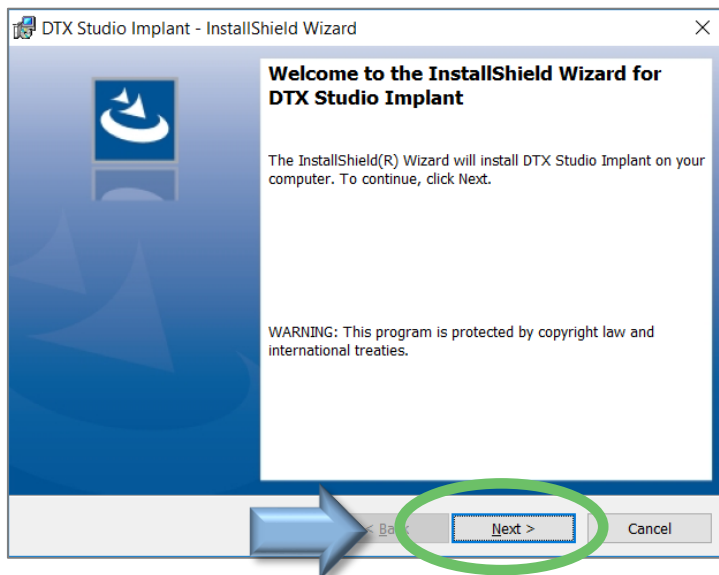 DTX Studio Implant - InstallShield Wizard
Welcome to the InstallShield Wizard for
DTX Studio Implant
The InstallShield(R) Wizard will install DTX Studio Implant on your
computer. To continue, click Next.
WARNING: This program is protected by copyright law and
international treaties.
Next >
Cancel